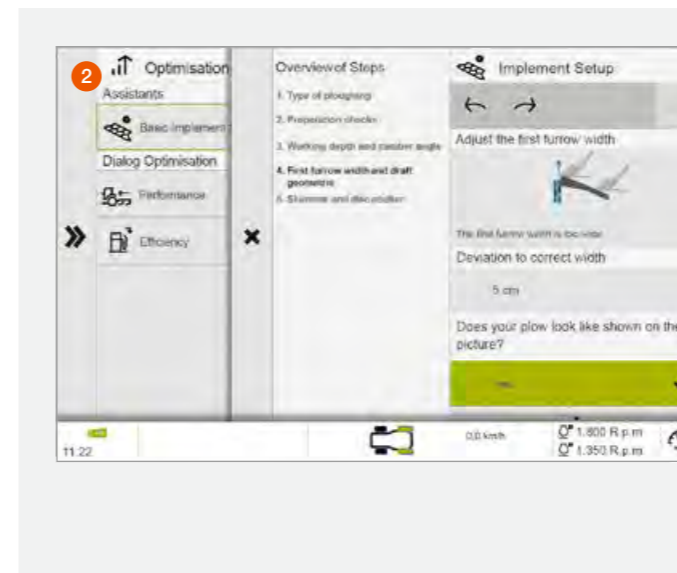 2
Optimisation
Assistants
Basic Implement
Dialog Optimisation
Performance
Efficiency
Overview of Steps
1. Type of ploughing
2. Preparation checks
3. Working depth and camber angle
4. First furrow width and draft
geometrie
5. Skimmer and disc coulter
Implement Setup
Adjust the first furrow width
The first furrow width is too wide
Deviation to correct width
5 cm
Does your plow look like shown on the
picture?
11.22
0,0 km/h
1.800 R.p.m
1.350 R.p.m